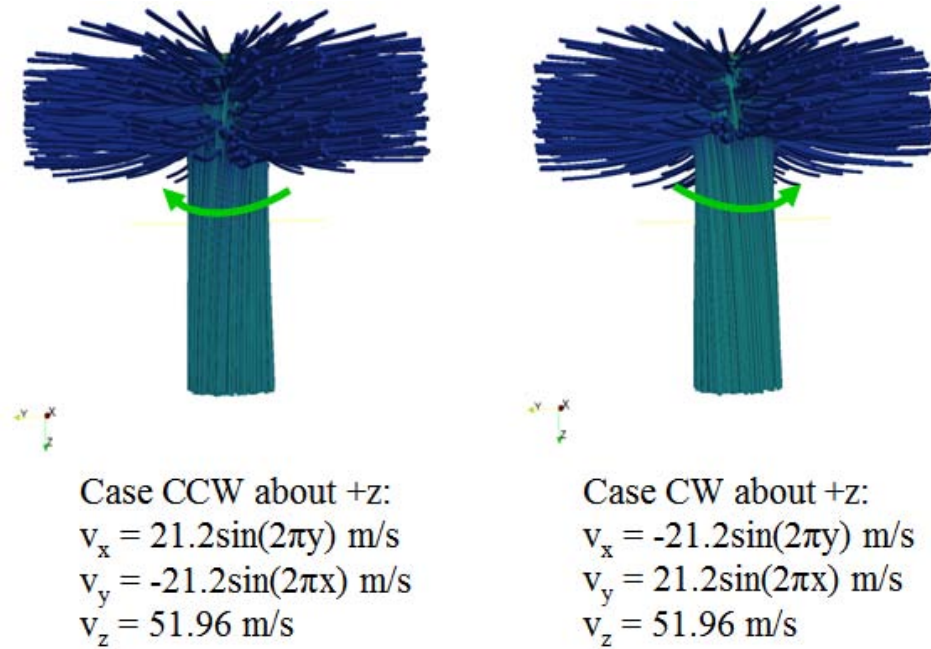 Y X
Z
Y X
Z
Case CCW about +z:
v_x = 21.2sin(2πy) m/s
v_y = -21.2sin(2πx) m/s
v_z = 51.96 m/s
Case CW about +z:
v_x = -21.2sin(2πy) m/s
v_y = 21.2sin(2πx) m/s
v_z = 51.96 m/s